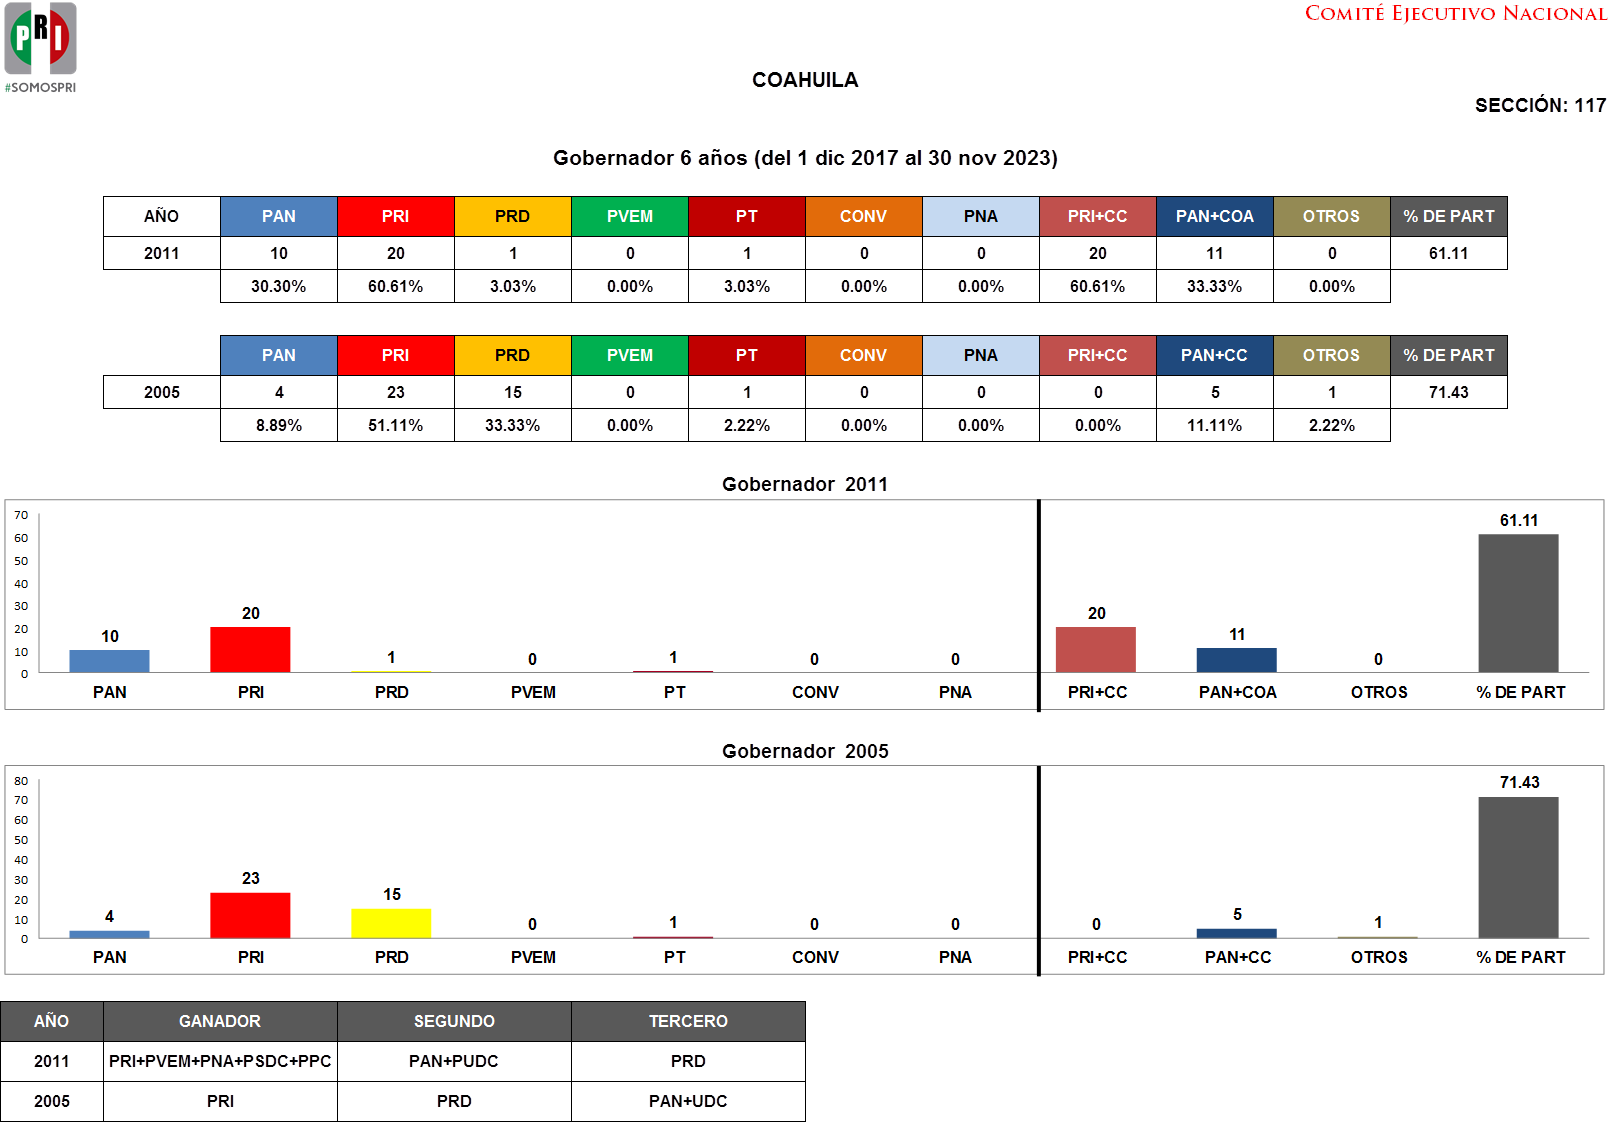 PRI
#SOMOSPRI
COMITÉ EJECUTIVO NACIONAL
COAHUILA
SECCIÓN: 117
Gobernador 6 años (del 1 dic 2017 al 30 nov 2023)
AÑO PAN PRI PRD PVEM PT CONV PNA PRI+CC PAN+COA OTROS % DE PART
2011 10 20 1 0 1 0 0 20 11 0 61.11
30.30% 60.61% 3.03% 0.00% 3.03% 0.00% 0.00% 60.61% 33.33% 0.00%
PAN PRI PRD PVEM PT CONV PNA PRI+CC PAN+CC OTROS % DE PART
2005 4 23 15 0 1 0 0 0 5 1 71.43
8.89% 51.11% 33.33% 0.00% 2.22% 0.00% 0.00% 0.00% 11.11% 2.22%
Gobernador 2011
70
60
50
40
30
20
10
0
10 20 1 0 1 0 0 20 11 0 61.11
PAN PRI PRD PVEM PT CONV PNA PRI+CC PAN+COA OTROS % DE PART
Gobernador 2005
80
70
60
50
40
30
20
10
0
4 23 15 0 1 0 0 0 5 1 71.43
PAN PRI PRD PVEM PT CONV PNA PRI+CC PAN+CC OTROS % DE PART
AÑO GANADOR SEGUNDO TERCERO
2011 PRI+PVEM+PNA+PSDC+PPC PAN+PUDC PRD
2005 PRI PRD PAN+UDC